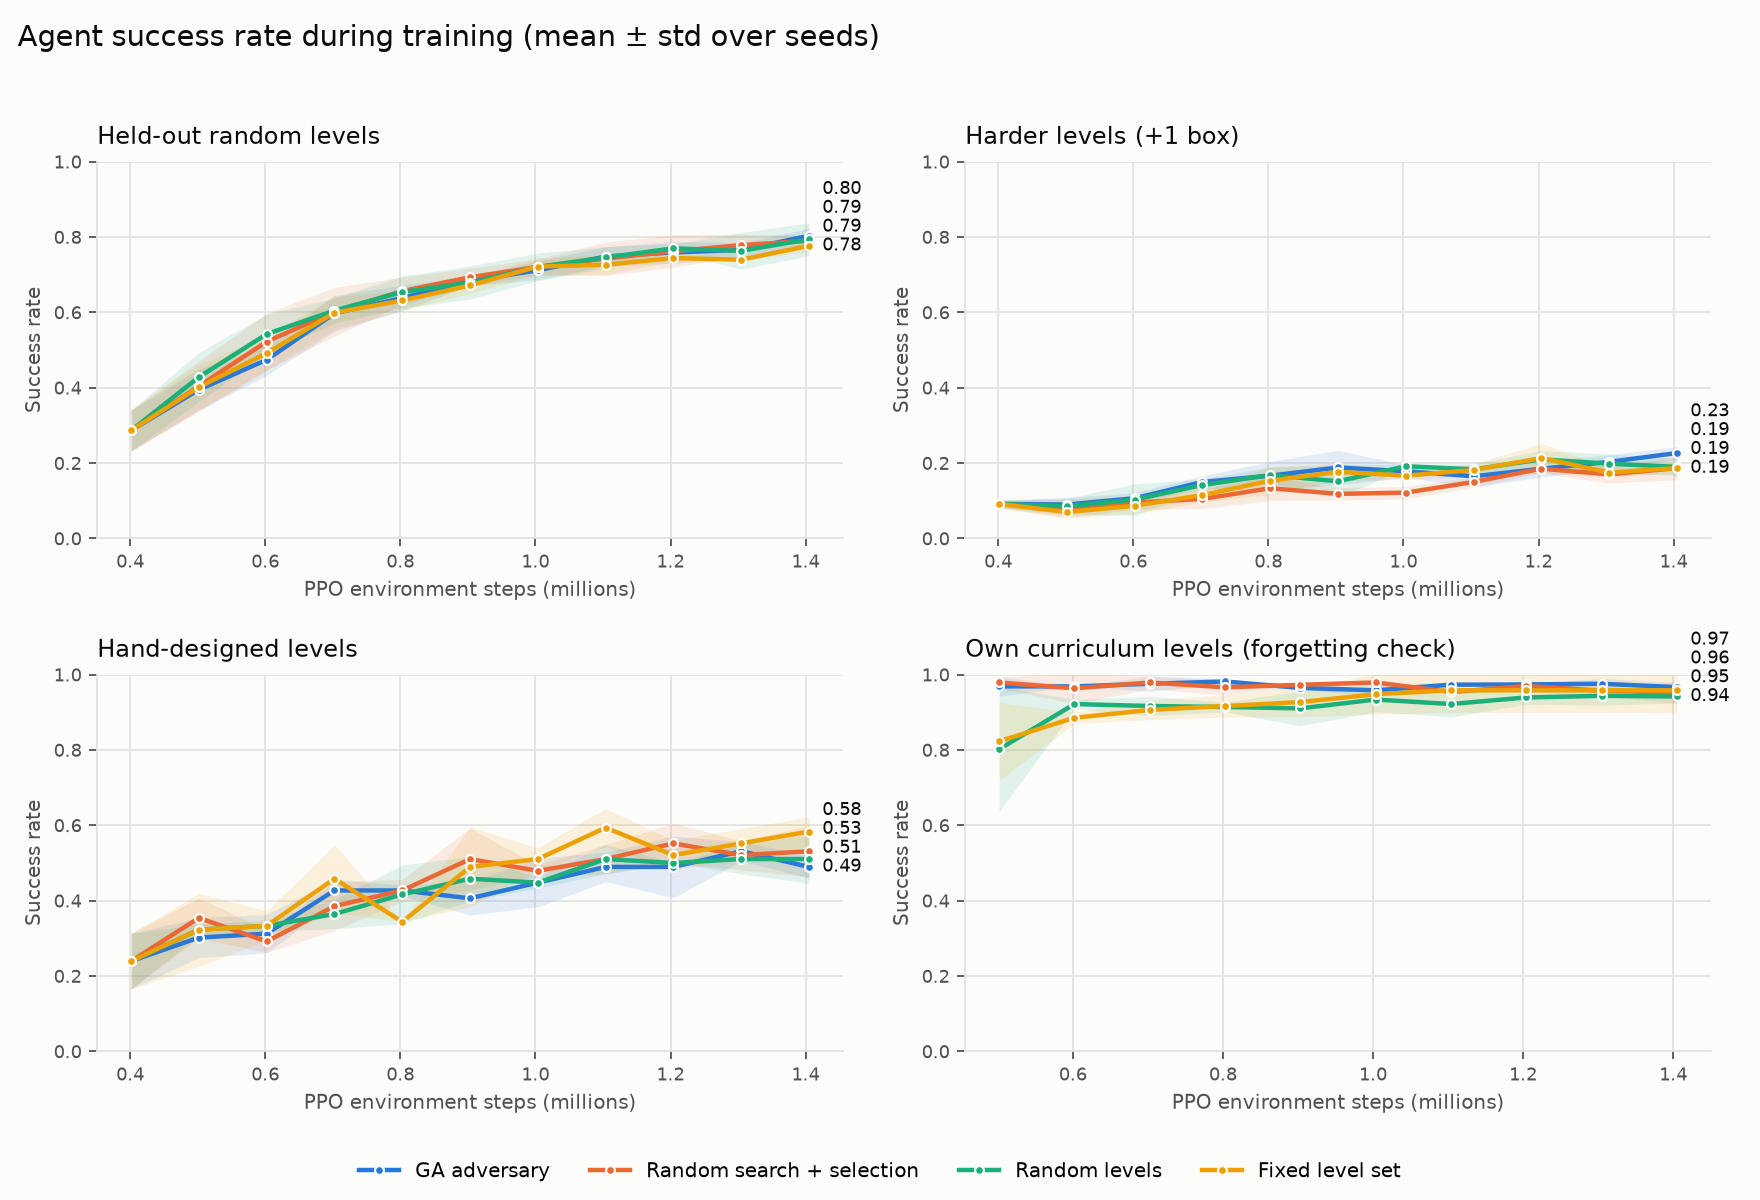 Agent success rate during training (mean ± std over seeds)
Held-out random levels
1.0
0.8
0.6
0.4
0.2
0.0
Success rate
0.80
0.79
0.79
0.78
0.4 0.6 0.8 1.0 1.2 1.4
PPO environment steps (millions)
Harder levels (+1 box)
1.0
0.8
0.6
0.4
0.2
0.0
Success rate
0.23
0.19
0.19
0.19
0.4 0.6 0.8 1.0 1.2 1.4
PPO environment steps (millions)
Hand-designed levels
1.0
0.8
0.6
0.4
0.2
0.0
Success rate
0.58
0.53
0.51
0.49
0.4 0.6 0.8 1.0 1.2 1.4
PPO environment steps (millions)
Own curriculum levels (forgetting check)
1.0
0.8
0.6
0.4
0.2
0.0
Success rate
0.97
0.96
0.95
0.94
0.6 0.8 1.0 1.2 1.4
PPO environment steps (millions)
GA adversary Random search + selection Random levels Fixed level set